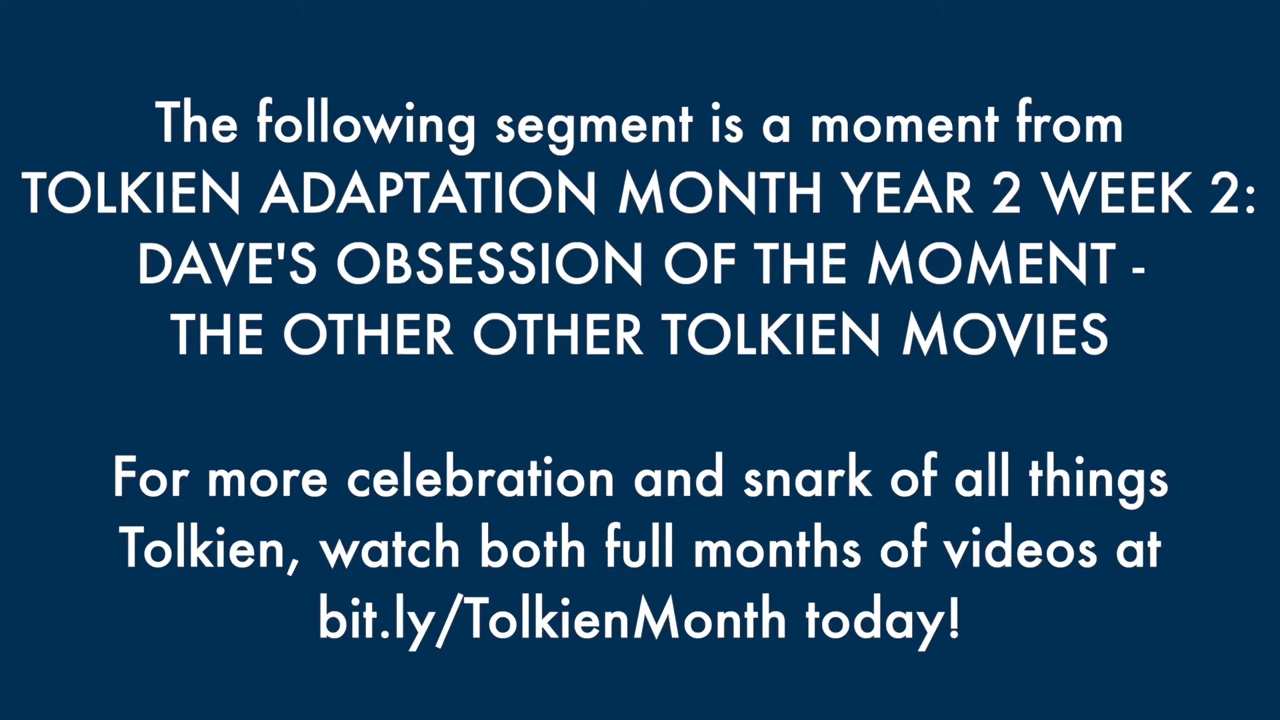 The following segment is a moment from
TOLKIEN ADAPTATION MONTH YEAR 2 WEEK 2:
DAVE'S OBSESSION OF THE MOMENT -
THE OTHER OTHER TOLKIEN MOVIES
For more celebration and snark of all things
Tolkien, watch both full months of videos at
bit.ly/TolkienMonth today!